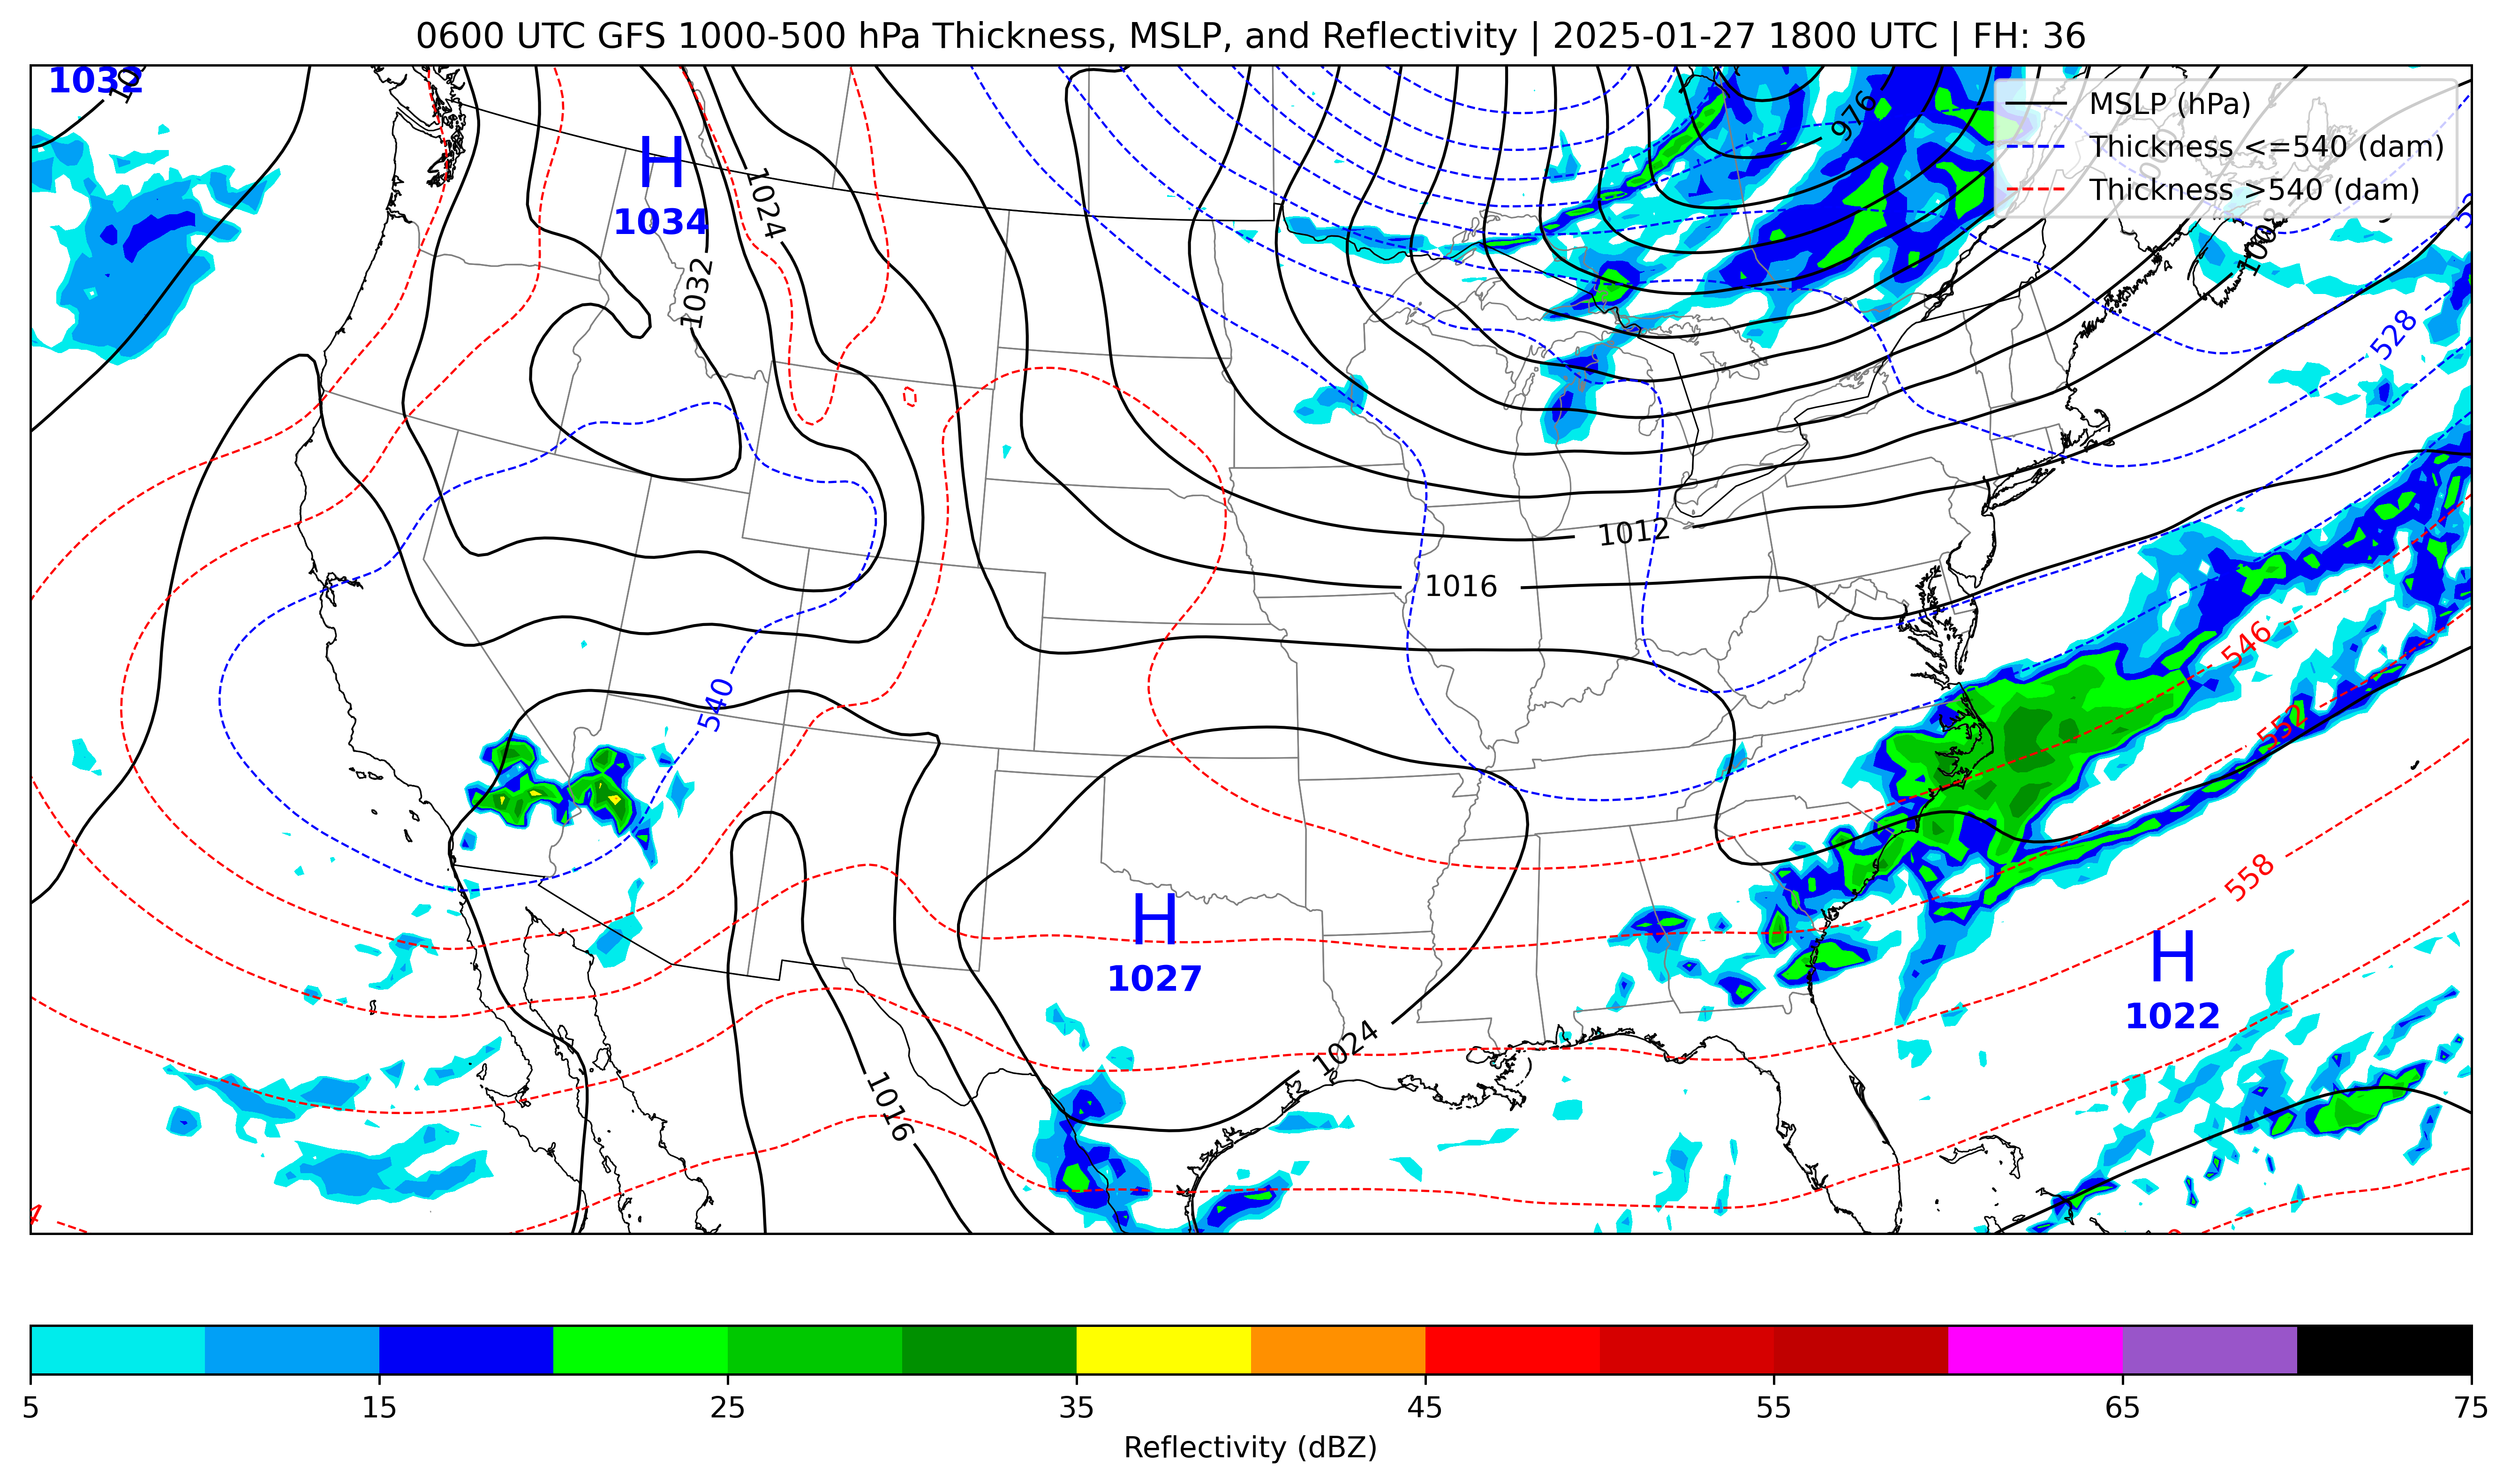 0600 UTC GFS 1000-500 hPa Thickness, MSLP, and Reflectivity | 2025-01-27 1800 UTC | FH: 36
1032
MSLP (hPa)
Thickness <=540 (dam)
Thickness >540 (dam)
976
H
1034
1024
1008
1032
528
1012
1016
546
540
552
558
H
1027
H
1022
1024
1016
5 15 25 35 45 55 65 75
Reflectivity (dBZ)